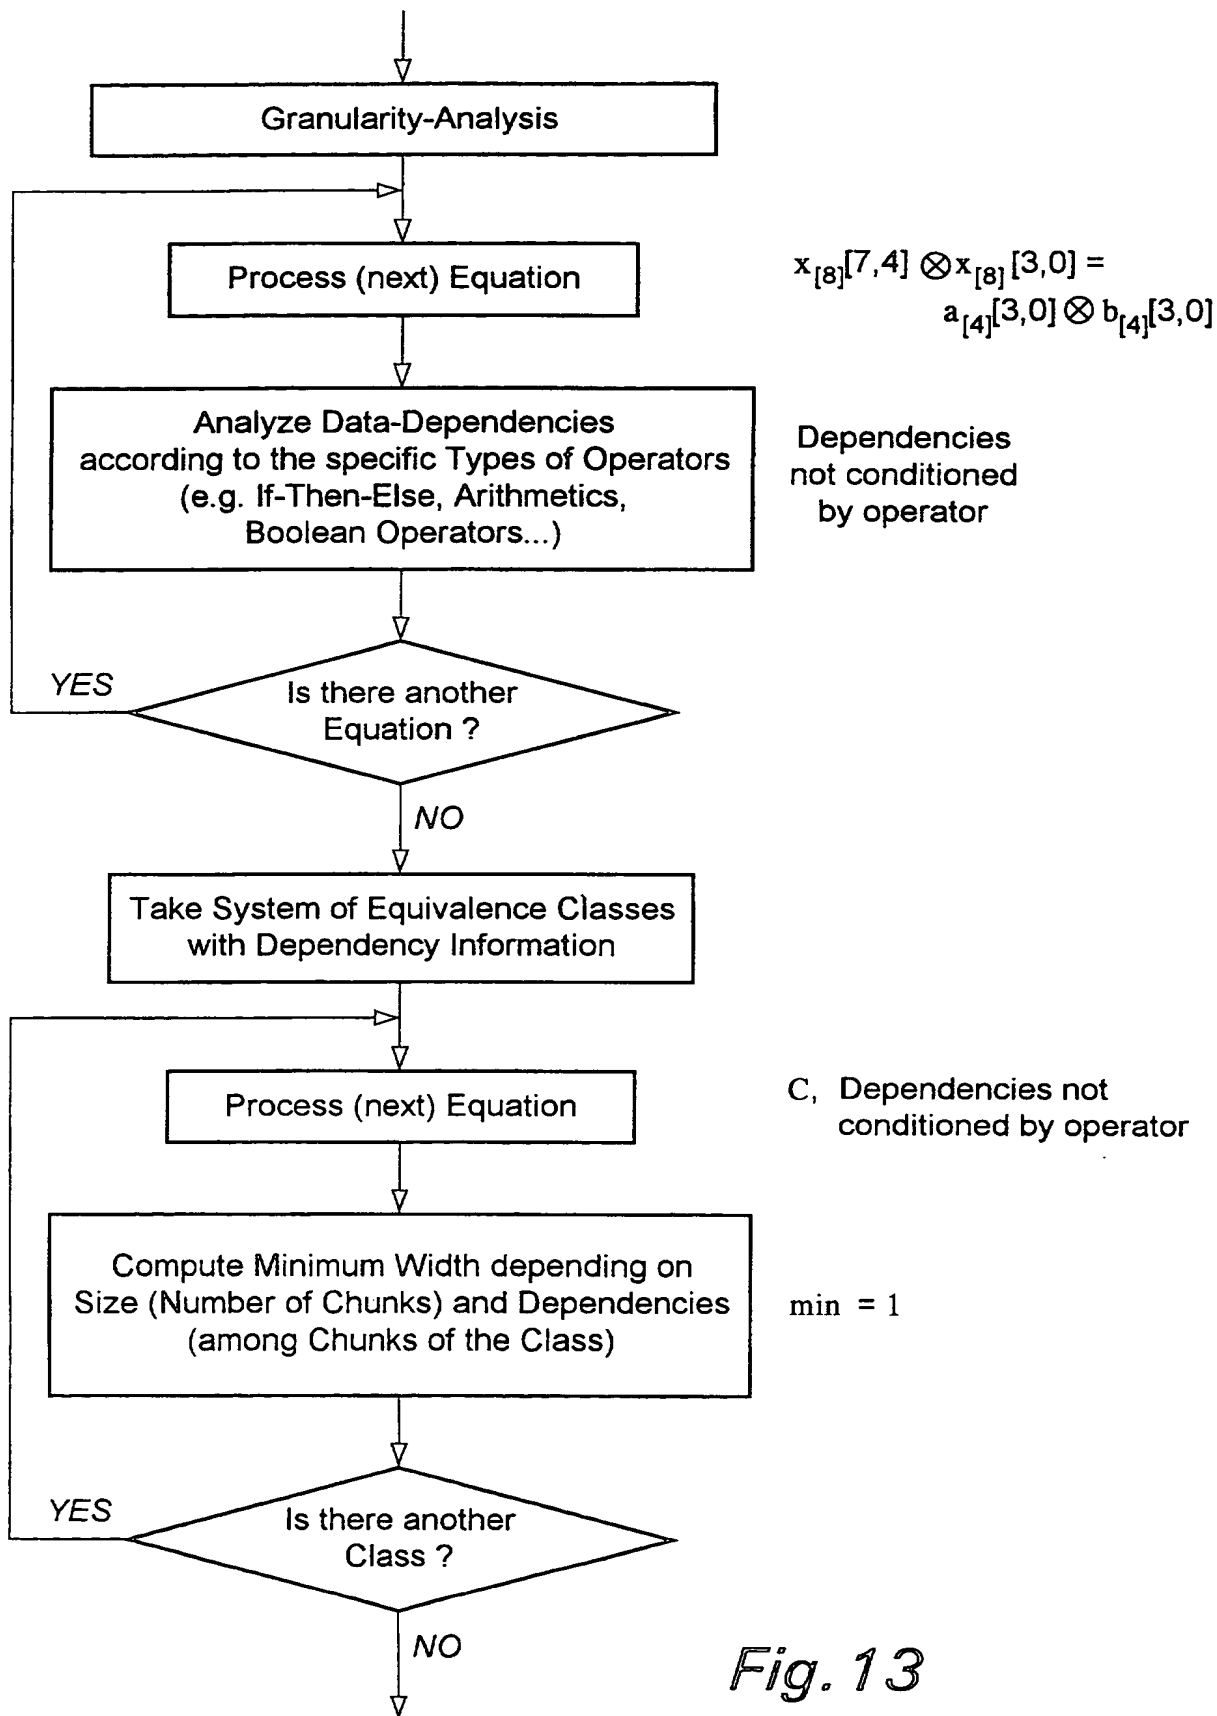 Granularity-Analysis
Process (next) Equation
x[8][7,4] ⊗ x[8] [3,0] =
a[4][3,0] ⊗ b[4][3,0]
Analyze Data-Dependencies
according to the specific Types of Operators
(e.g. If-Then-Else, Arithmetics,
Boolean Operators...)
Dependencies
not conditioned
by operator
YES
Is there another
Equation ?
NO
Take System of Equivalence Classes
with Dependency Information
Process (next) Equation
C, Dependencies not
conditioned by operator
Compute Minimum Width depending on
Size (Number of Chunks) and Dependencies
(among Chunks of the Class)
min = 1
YES
Is there another
Class ?
NO
Fig. 13